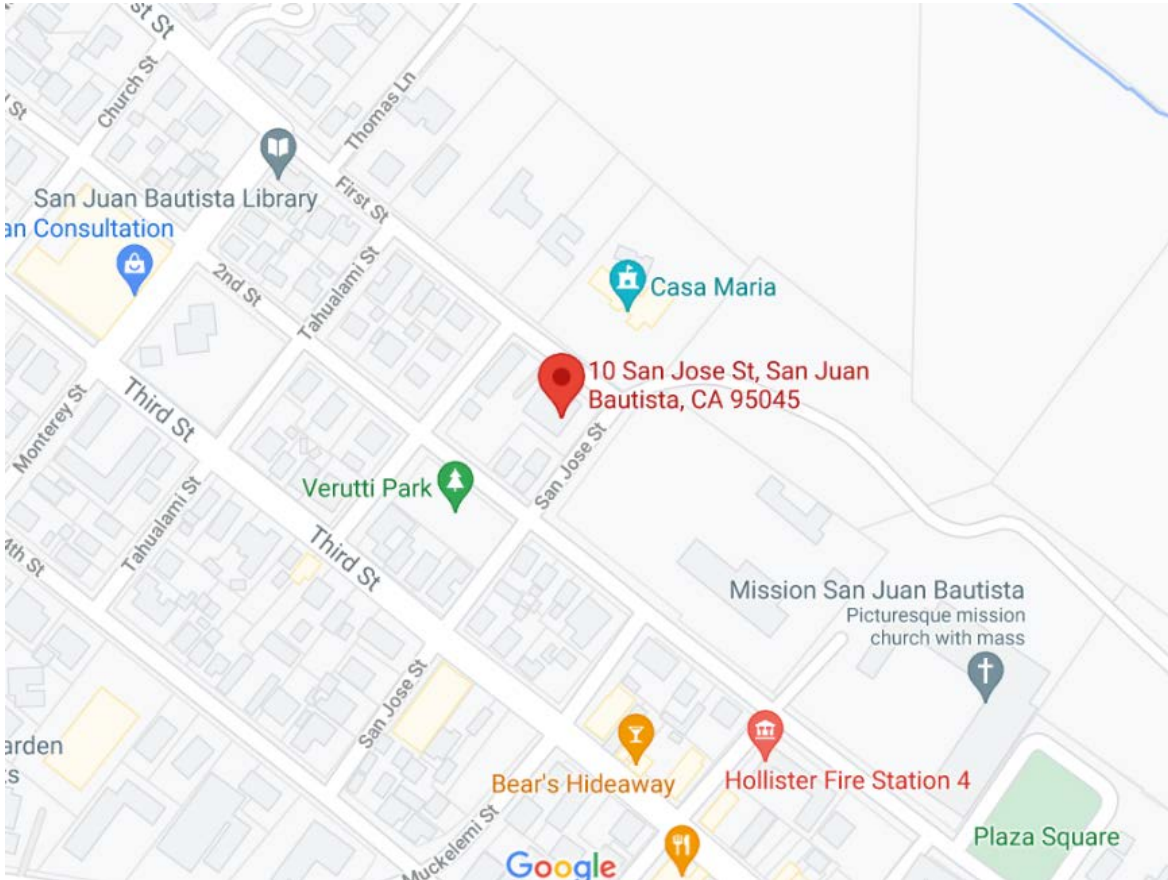 st St
Church St
d St
Thomas Ln
San Juan Bautista Library
an Consultation
First St
2nd St
Tahualami St
Casa Maria
10 San Jose St, San Juan
Bautista, CA 95045
Monterey St
Third St
San Jose St
Verutti Park
Tahualami St
Third St
4th St
Mission San Juan Bautista
Picturesque mission
church with mass
San Jose St
arden
s
Bear's Hideaway
Hollister Fire Station 4
Muckelemi St
Plaza Square
Google